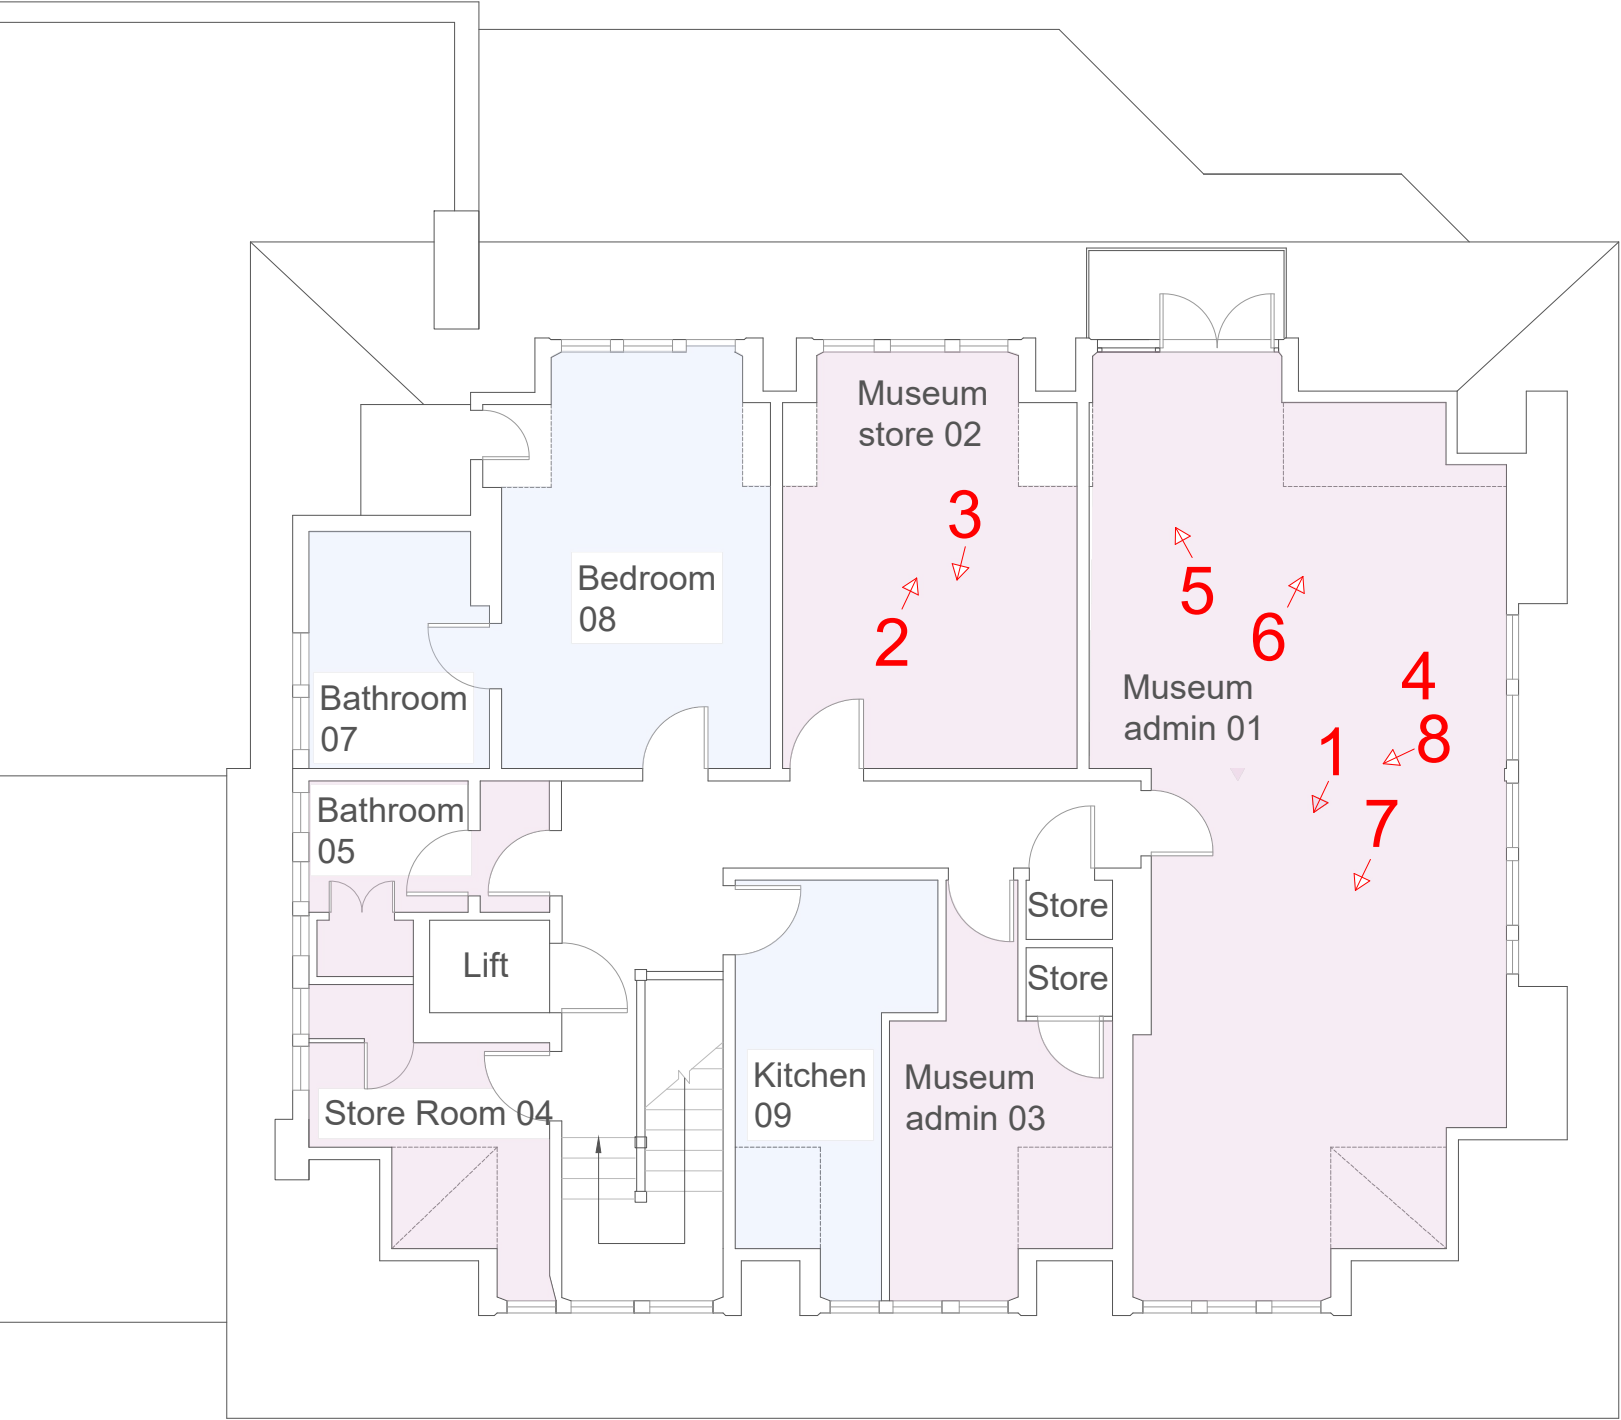 Museum
store 02
3
2
Bedroom
08
5
6
4
8
1
7
Museum
admin 01
Bathroom
07
Bathroom
05
Store
Store
Lift
Kitchen
09
Museum
admin 03
Store Room 04